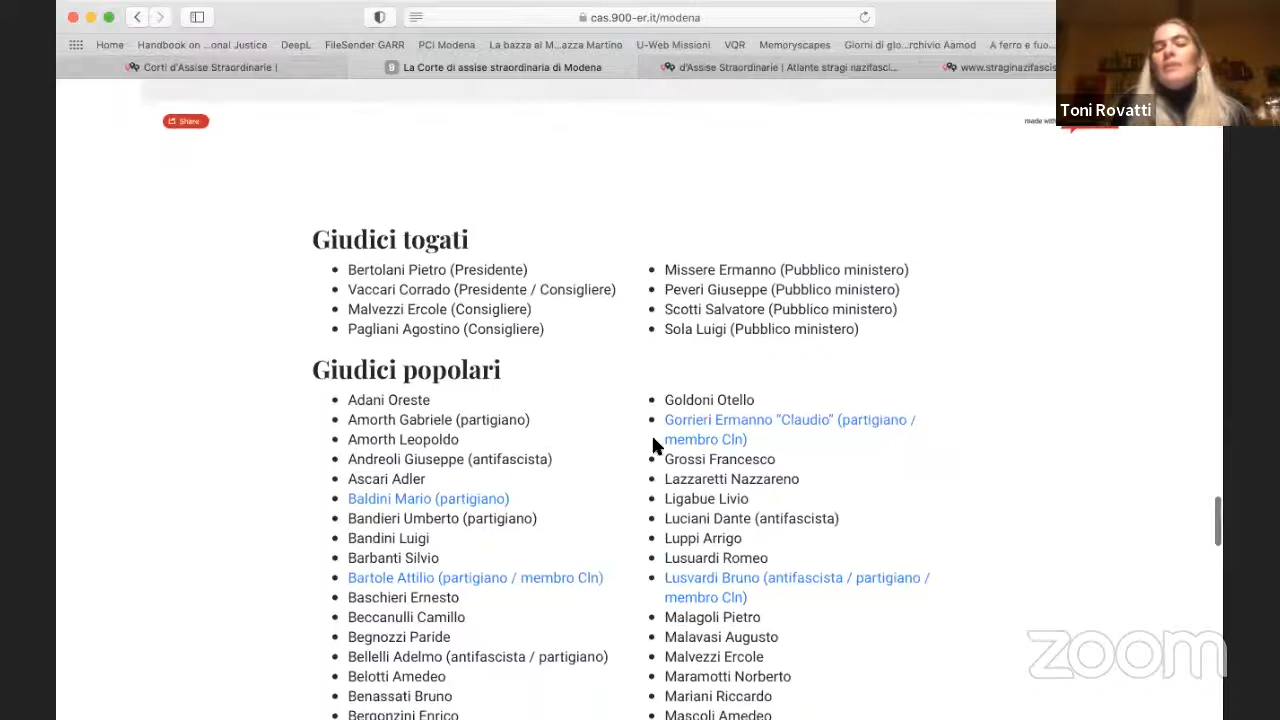 cas.900-er.it/modena
Home Handbook on ...onal Justice DeepL FileSender GARR PCI Modena La bazza al M...azza Martino U-Web Missioni VQR Memoryscapes Giorni di glo...rchivio Aamod A ferro e fuo...
Corti d'Assise Straordinarie |
9 La Corte di assise straordinaria di Modena
d'Assise Straordinarie | Atlante stragi nazifasci...
www.straginazifascis
Toni Rovatti
Share
made with
Giudici togati
Bertolani Pietro (Presidente)
Vaccari Corrado (Presidente / Consigliere)
Malvezzi Ercole (Consigliere)
Pagliani Agostino (Consigliere)
Missere Ermanno (Pubblico ministero)
Peveri Giuseppe (Pubblico ministero)
Scotti Salvatore (Pubblico ministero)
Sola Luigi (Pubblico ministero)
Giudici popolari
Adani Oreste
Amorth Gabriele (partigiano)
Amorth Leopoldo
Andreoli Giuseppe (antifascista)
Ascari Adler
Baldini Mario (partigiano)
Bandieri Umberto (partigiano)
Bandini Luigi
Barbanti Silvio
Bartole Attilio (partigiano / membro Cln)
Baschieri Ernesto
Beccanulli Camillo
Begnozzi Paride
Bellelli Adelmo (antifascista / partigiano)
Belotti Amedeo
Benassati Bruno
Bergonzini Enrico
Goldoni Otello
Gorrieri Ermanno “Claudio” (partigiano /
membro Cln)
Grossi Francesco
Lazzaretti Nazzareno
Ligabue Livio
Luciani Dante (antifascista)
Luppi Arrigo
Lusuardi Romeo
Lusvardi Bruno (antifascista / partigiano /
membro Cln)
Malagoli Pietro
Malavasi Augusto
Malvezzi Ercole
Maramotti Norberto
Mariani Riccardo
Mascoli Amedeo
zoom